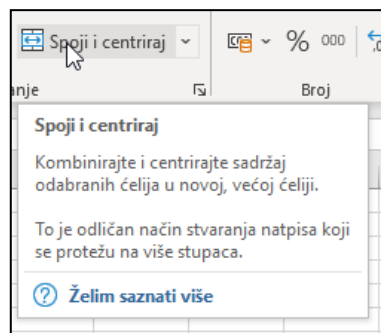 Spoji i centriraj
% 000
anje
Broj
Spoji i centriraj
Kombinirajte i centrirajte sadržaj
odabranih ćelija u novoj, većoj ćeliji.
To je odličan način stvaranja natpisa koji
se protežu na više stupaca.
Želim saznati više